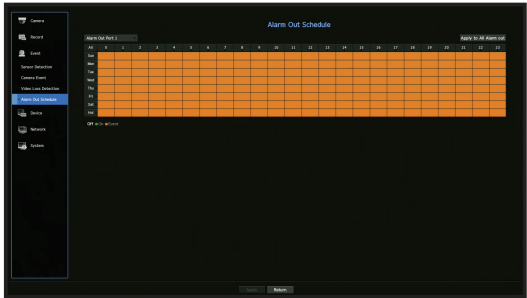 Camera
Alarm Out Schedule
Record
Alarm Out Port 1
Apply to All Alarm out
All 0 1 2 3 4 5 6 7 8 9 10 11 12 13 14 15 16 17 18 19 20 21 22 23
Event
Sun
Mon
Sensor Detection
Tue
Camera Event
Wed
Video Loss Detection
Thu
Fri
Alarm Out Schedule
Sat
Hol
Device
Off On Event
Network
System
Apply Return